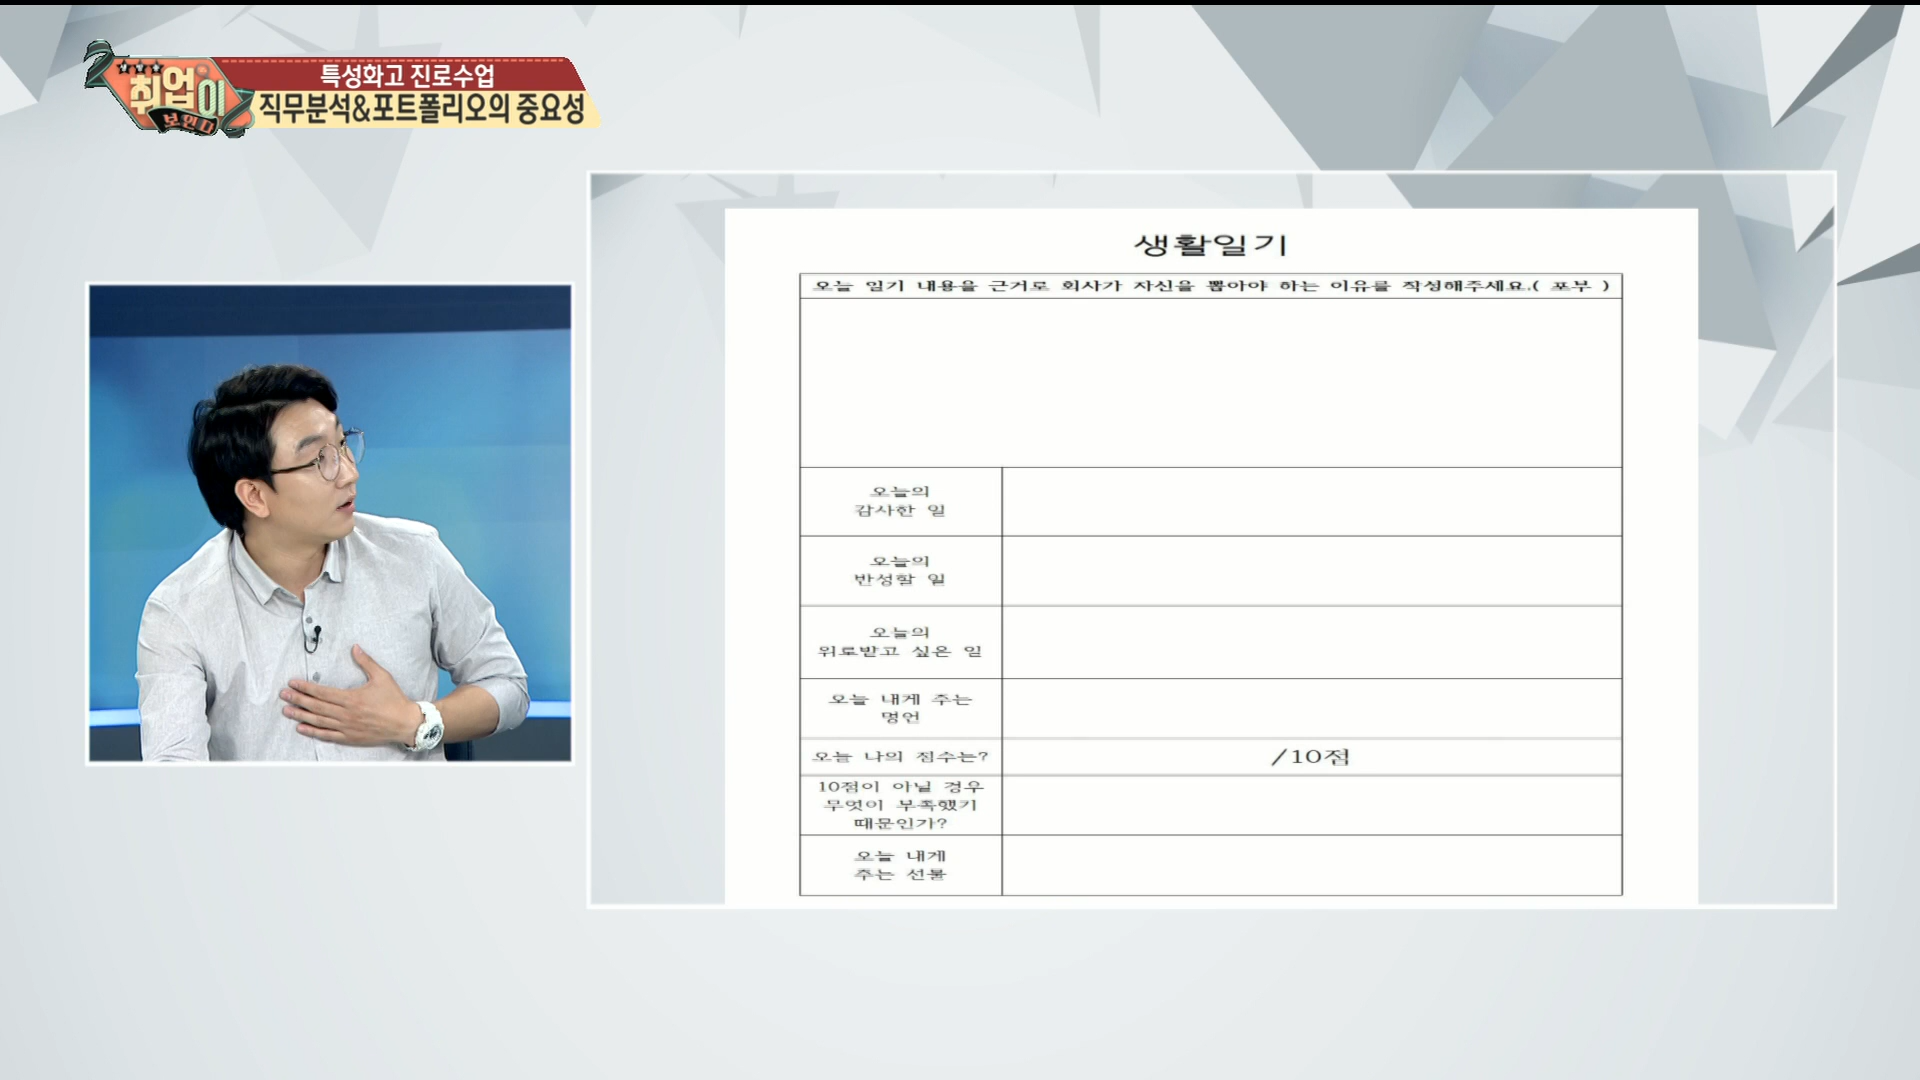 취업이
보인다
특성화고 진로수업
직무분석&포트폴리오의 중요성
생활일기
오늘 일기 내용을 근거로 회사가 자신을 뽑아야 하는 이유를 작성해주세요.( 포부 )
오늘의
감사한 일
오늘의
반성할 일
오늘의
위로받고 싶은 일
오늘 내게 주는
명언
오늘 나의 점수는?
/10점
10점이 아닐 경우
무엇이 부족했기
때문인가?
오늘 내게
주는 선물